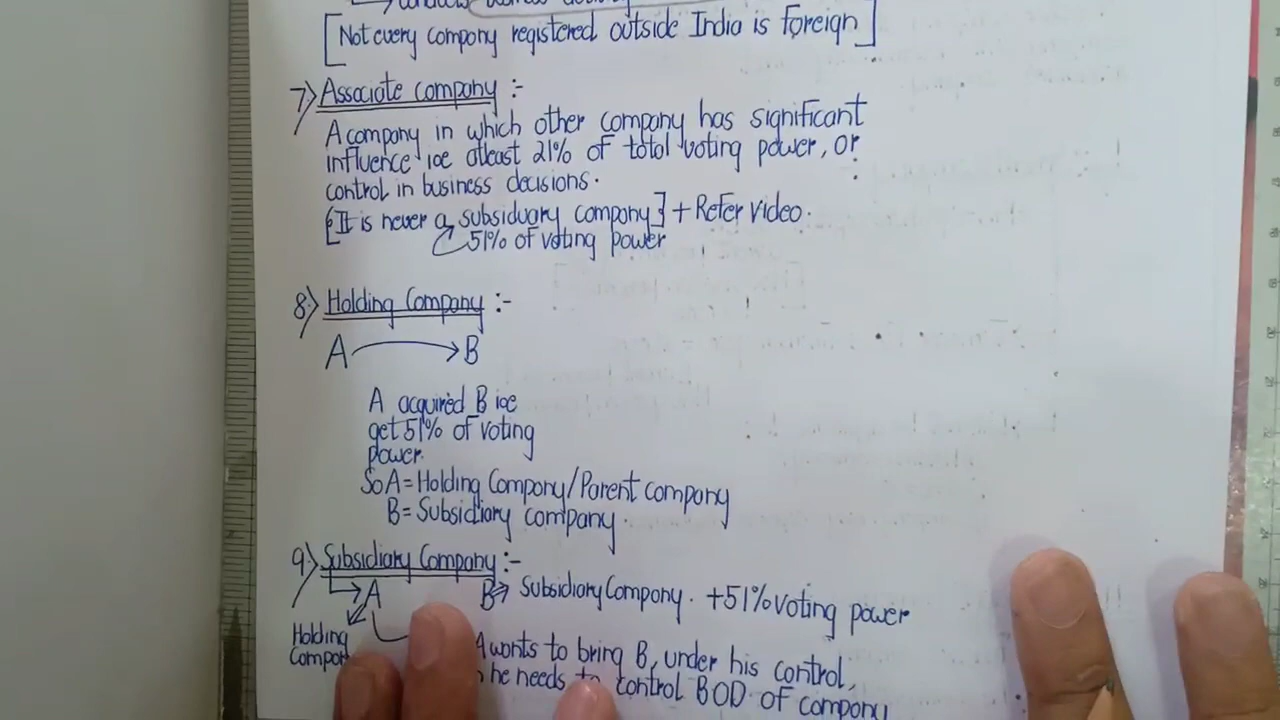 [Not every company registered outside India is Foreign]
7) Associate company :-
A company in which other company has significant
influence ie atleast 21% of total voting power, or
control in business decisions.
[It is never a subsiduary company] + Refer video.
51% of voting power
8) Holding Company :-
A → B
A acquired B ie
get 51% of voting
power.
So A = Holding Company/Parent company
B = Subsidiary company.
9) Subsidiary Company :-
A B → Subsidiary Company. +51% voting power
Holding
A wants to bring B, under his control,
he needs to control BOD of company